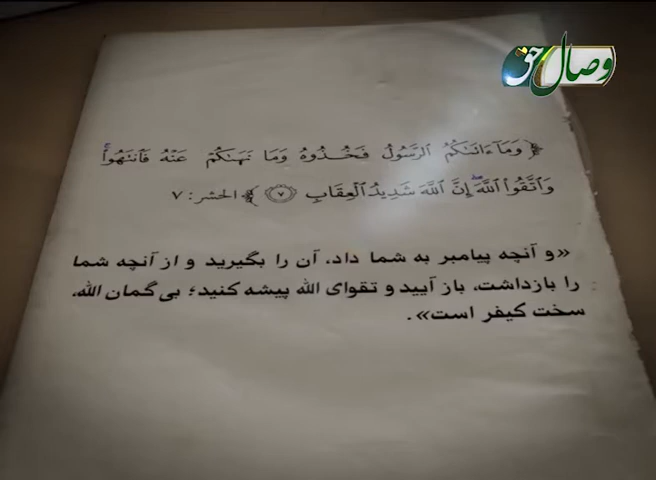 وصال حق
﴿ وَمَآ ءَاتَىٰكُمُ ٱلرَّسُولُ فَخُذُوهُ وَمَا نَهَىٰكُمْ عَنْهُ فَٱنتَهُوا۟ ۚ
وَٱتَّقُوا۟ ٱللَّهَ ۖ إِنَّ ٱللَّهَ شَدِيدُ ٱلْعِقَابِ ۝٧ ﴾ الحشر: ٧
«و آنچه پیامبر به شما داد، آن را بگیرید و از آنچه شما
را بازداشت، باز آیید و تقوای الله پیشه کنید؛ بی‌گمان الله،
سخت کیفر است».